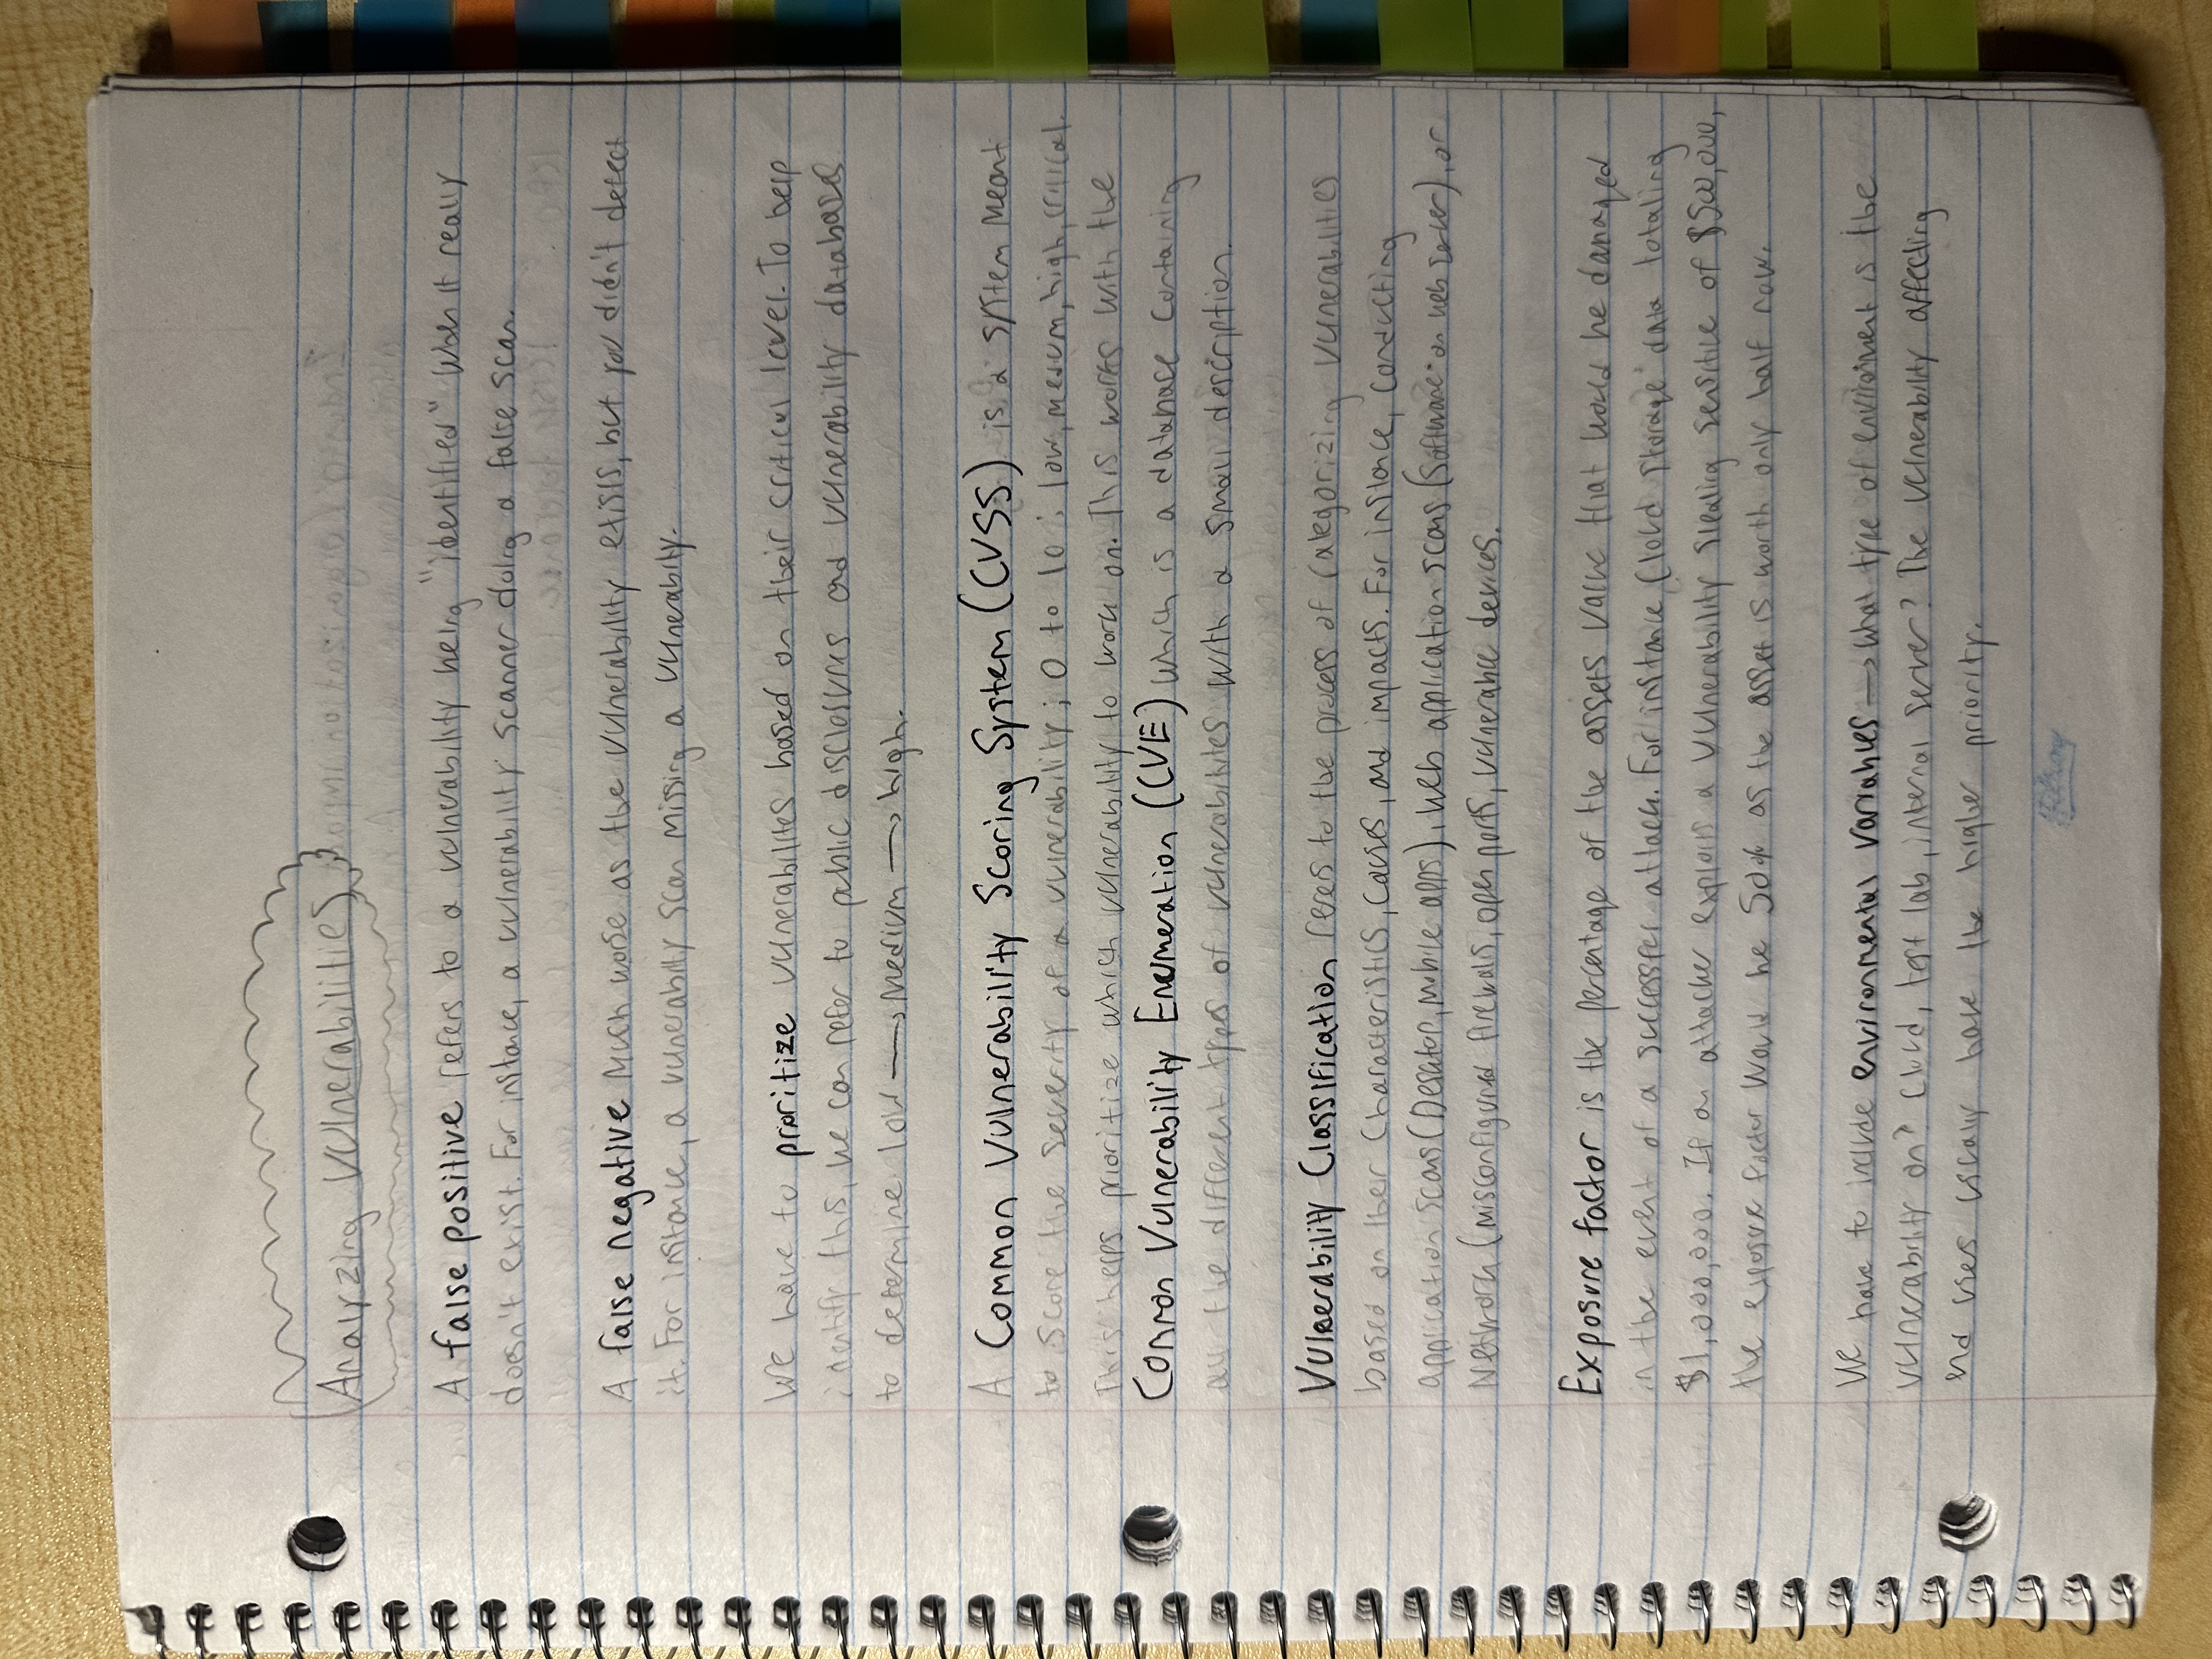 Analyzing Vulnerabilities
A false positive refers to a vulnerability being "identified" when it really
doesn't exist. For instance, a vulnerability scanner doing a false scan.
A false negative much worse as the vulnerability exists, but you didn't detect
it. For instance, a vulnerability scan missing a vulnerabilty.
We have to prioritize vulnerabilites based on their critical level. To help
identify this, we can refer to public disclosures and vulnerability databases
to determine low → medium → high.
A Common Vulnerability Scoring System (CVSS) is a system meant
to score the severity of a vulnerability; 0 to 10: low, medium, high, critical.
This helps prioritize which vulnerability to work on. This works with the
Common Vulnerability Enumeration (CVE) which is a database containing
all the different types of vulnerabilities with a small description.
Vulnerability Classification refers to the process of categorizing vulnerabilities
based on their characteristics, causes, and impacts. For instance, conducting
application scans (Desktop, mobile apps), web application scans (software on web server), or
Network (misconfigured firewalls, open ports, vulnerable devices.
Exposure factor is the percentage of the assets value that would be damaged
in the event of a successful attack. For instance, cloud storage data totaling
$1,000,000. If an attacker exploits a vulnerability stealing sensitive of $500,000,
the exposure factor would be 50% as the asset is worth only half now.
We have to include environmental variables → what type of enviroment is the
vulnerability on? Cloud, test lab, internal server? The vulnerability affecting
end users usually have the higher priority.